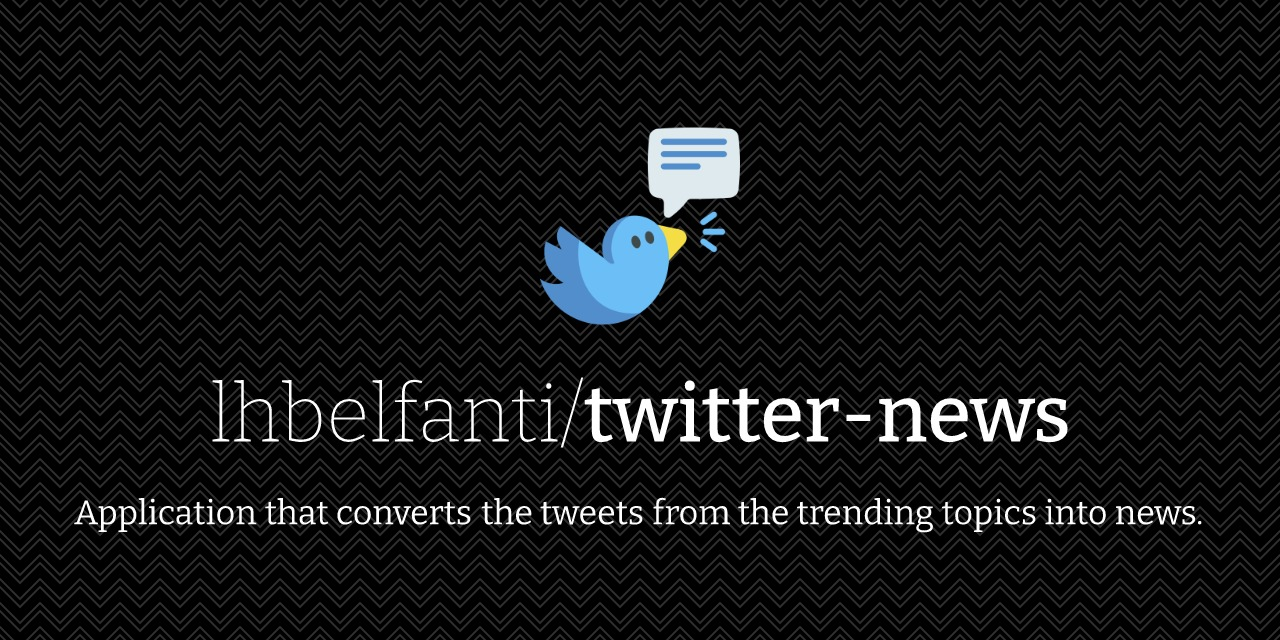 lhbelfanti/twitter-news
Application that converts the tweets from the trending topics into news.